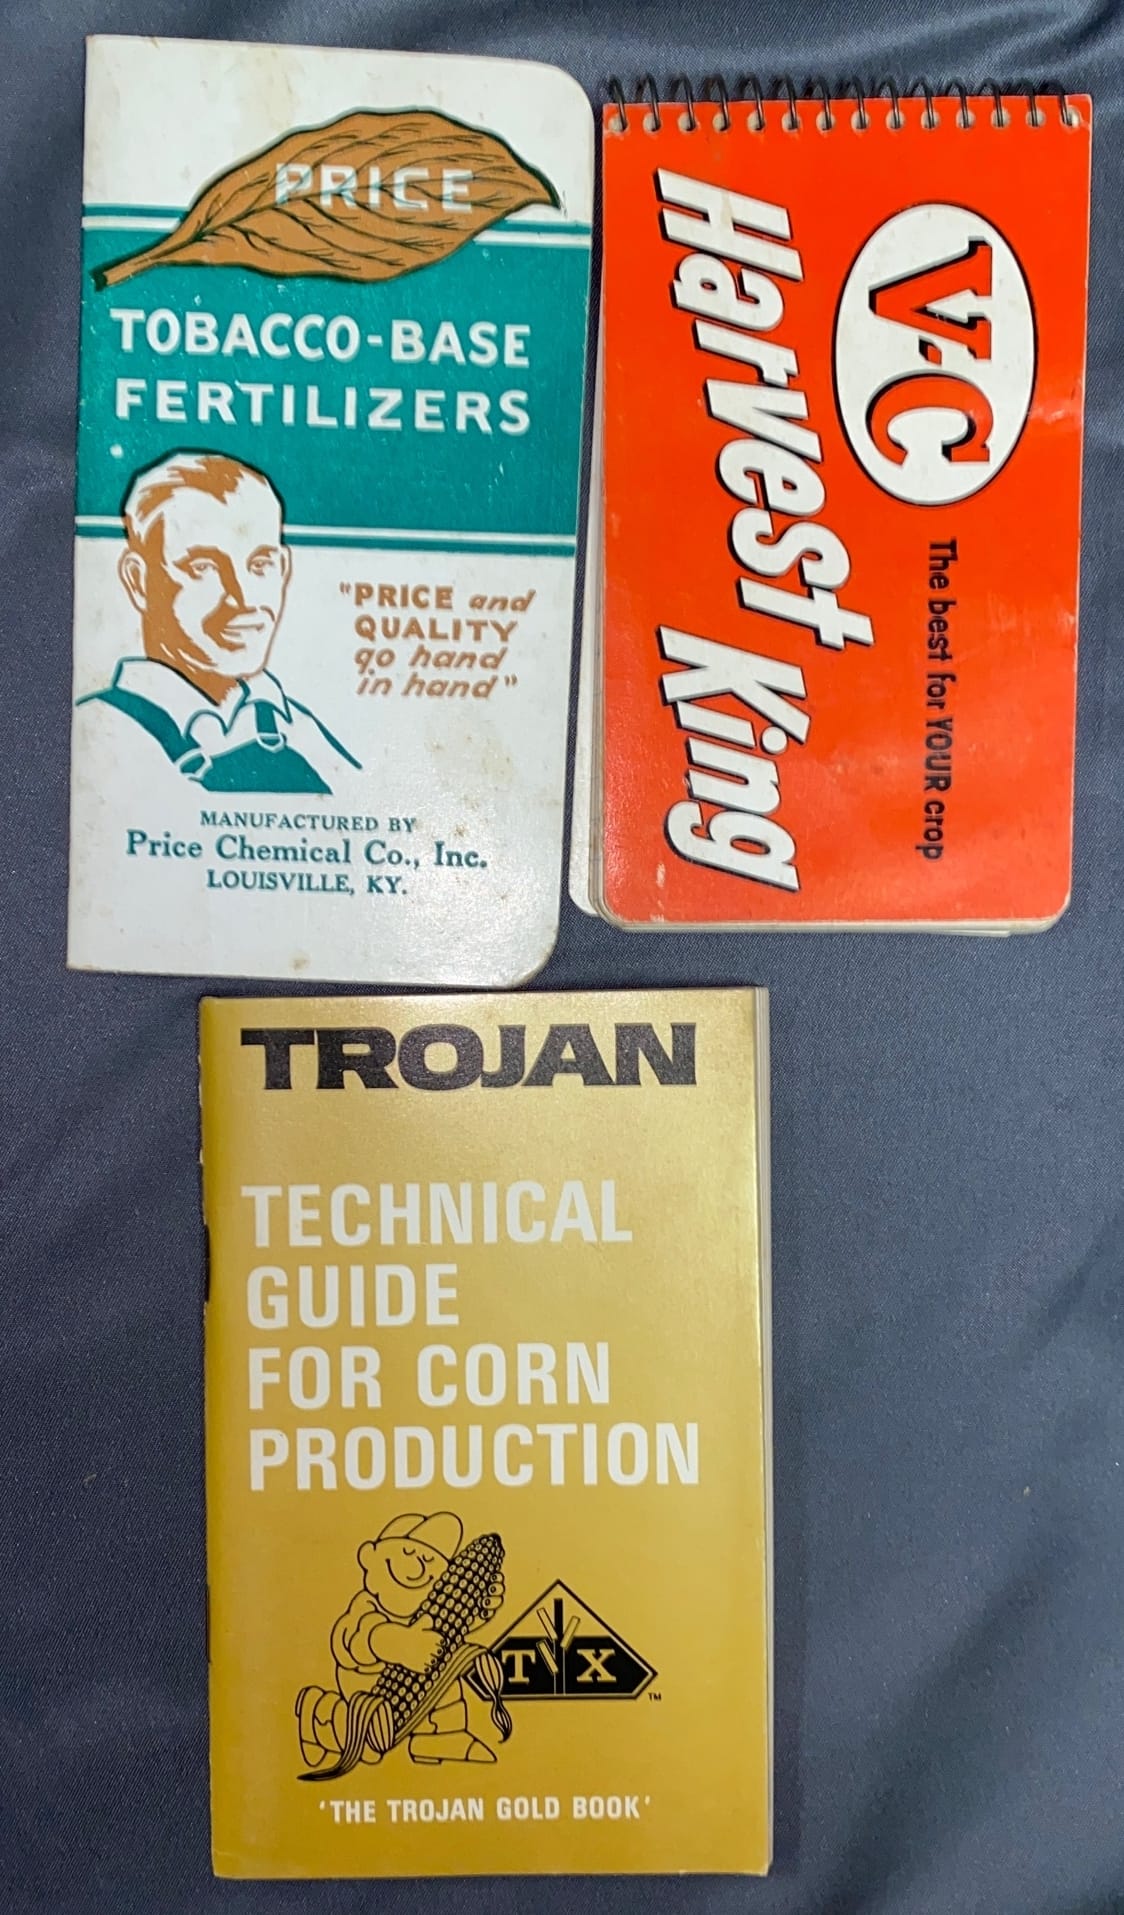 PRICE
TOBACCO-BASE
FERTILIZERS
"PRICE and
QUALITY
go hand
in hand"
MANUFACTURED BY
Price Chemical Co., Inc.
LOUISVILLE, KY.
V-C
The best for YOUR crop
Harvest King
TROJAN
TECHNICAL
GUIDE
FOR CORN
PRODUCTION
T X
TM
'THE TROJAN GOLD BOOK'